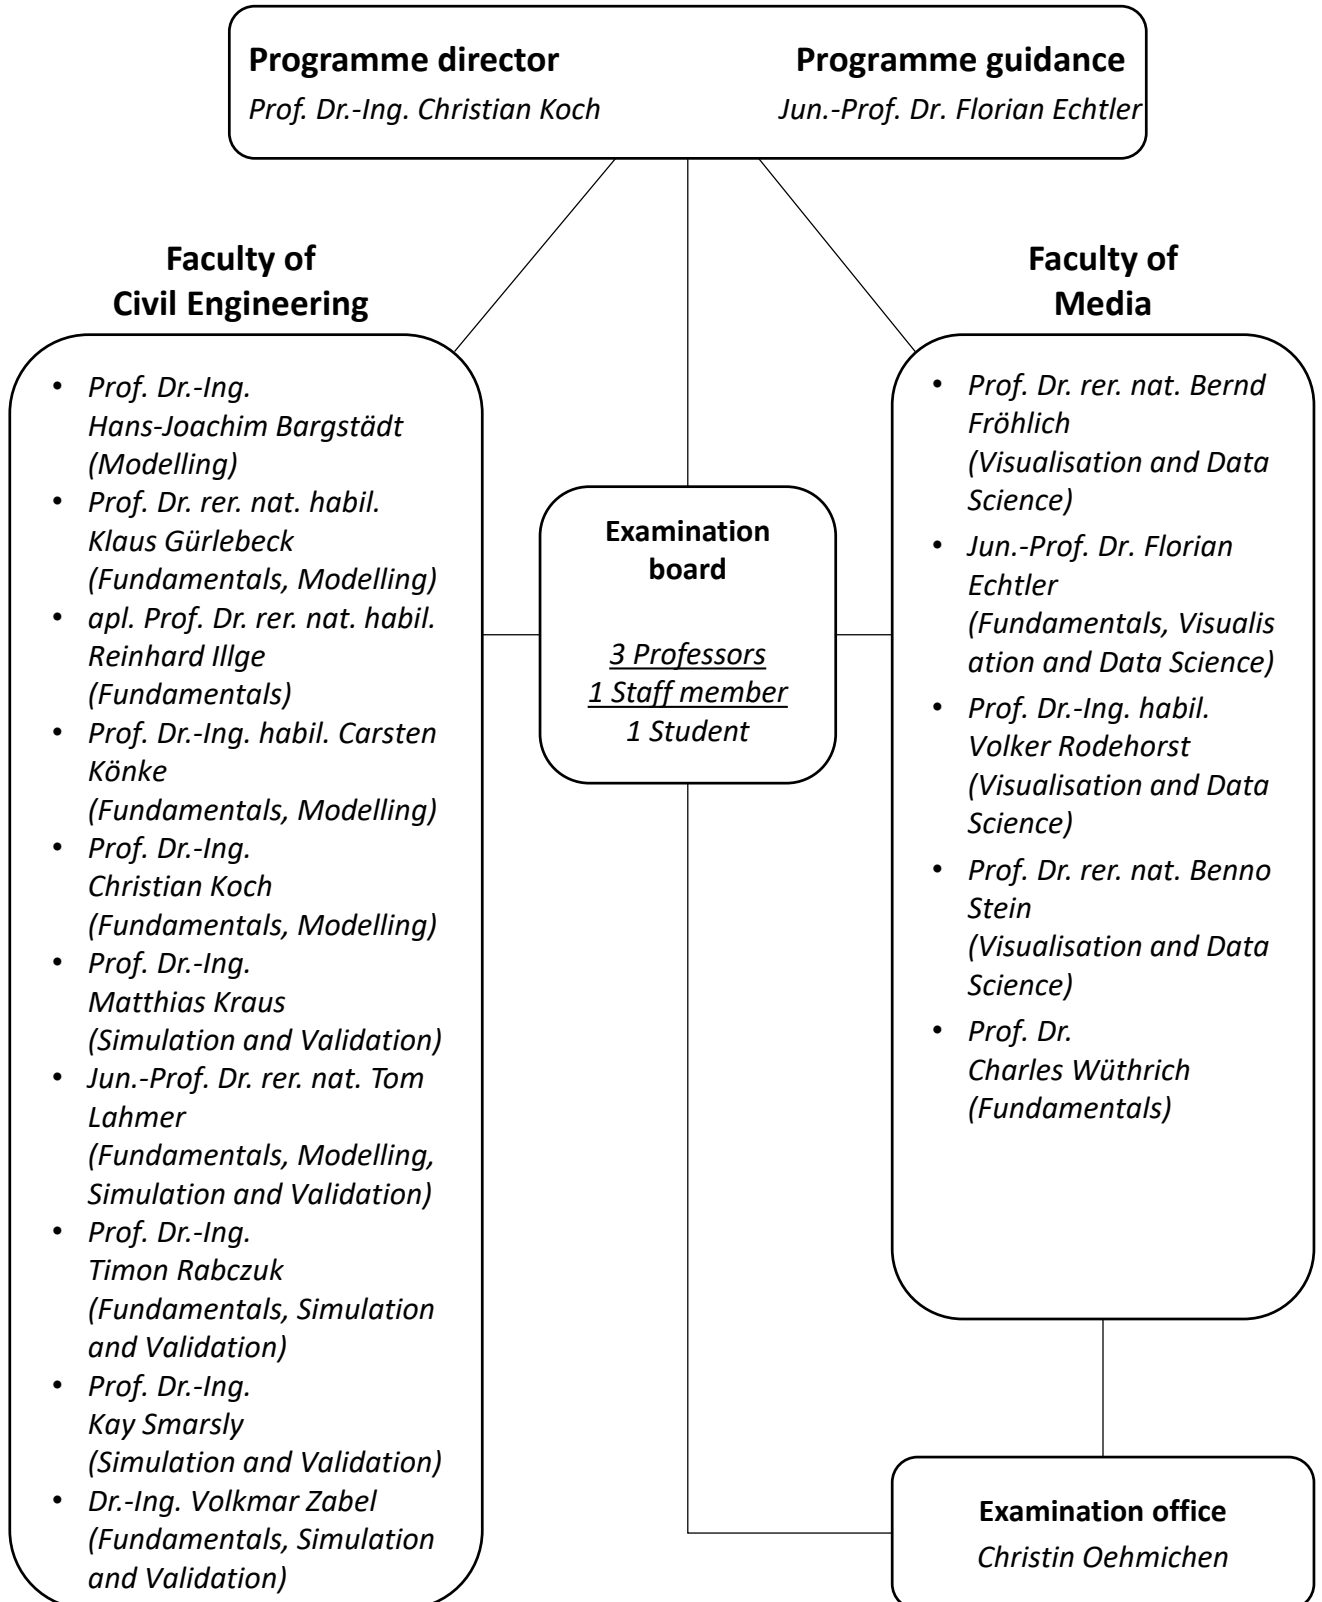 Programme director
Prof. Dr.-Ing. Christian Koch
Programme guidance
Jun.-Prof. Dr. Florian Echtler
Faculty of
Civil Engineering
• Prof. Dr.-Ing.
Hans-Joachim Bargstädt
(Modelling)
• Prof. Dr. rer. nat. habil.
Klaus Gürlebeck
(Fundamentals, Modelling)
• apl. Prof. Dr. rer. nat. habil.
Reinhard Illge
(Fundamentals)
• Prof. Dr.-Ing. habil. Carsten
Könke
(Fundamentals, Modelling)
• Prof. Dr.-Ing.
Christian Koch
(Fundamentals, Modelling)
• Prof. Dr.-Ing.
Matthias Kraus
(Simulation and Validation)
• Jun.-Prof. Dr. rer. nat. Tom
Lahmer
(Fundamentals, Modelling,
Simulation and Validation)
• Prof. Dr.-Ing.
Timon Rabczuk
(Fundamentals, Simulation
and Validation)
• Prof. Dr.-Ing.
Kay Smarsly
(Simulation and Validation)
• Dr.-Ing. Volkmar Zabel
(Fundamentals, Simulation
and Validation)
Examination
board
3 Professors
1 Staff member
1 Student
Faculty of
Media
• Prof. Dr. rer. nat. Bernd
Fröhlich
(Visualisation and Data
Science)
• Jun.-Prof. Dr. Florian
Echtler
(Fundamentals, Visualis
ation and Data Science)
• Prof. Dr.-Ing. habil.
Volker Rodehorst
(Visualisation and Data
Science)
• Prof. Dr. rer. nat. Benno
Stein
(Visualisation and Data
Science)
• Prof. Dr.
Charles Wüthrich
(Fundamentals)
Examination office
Christin Oehmichen